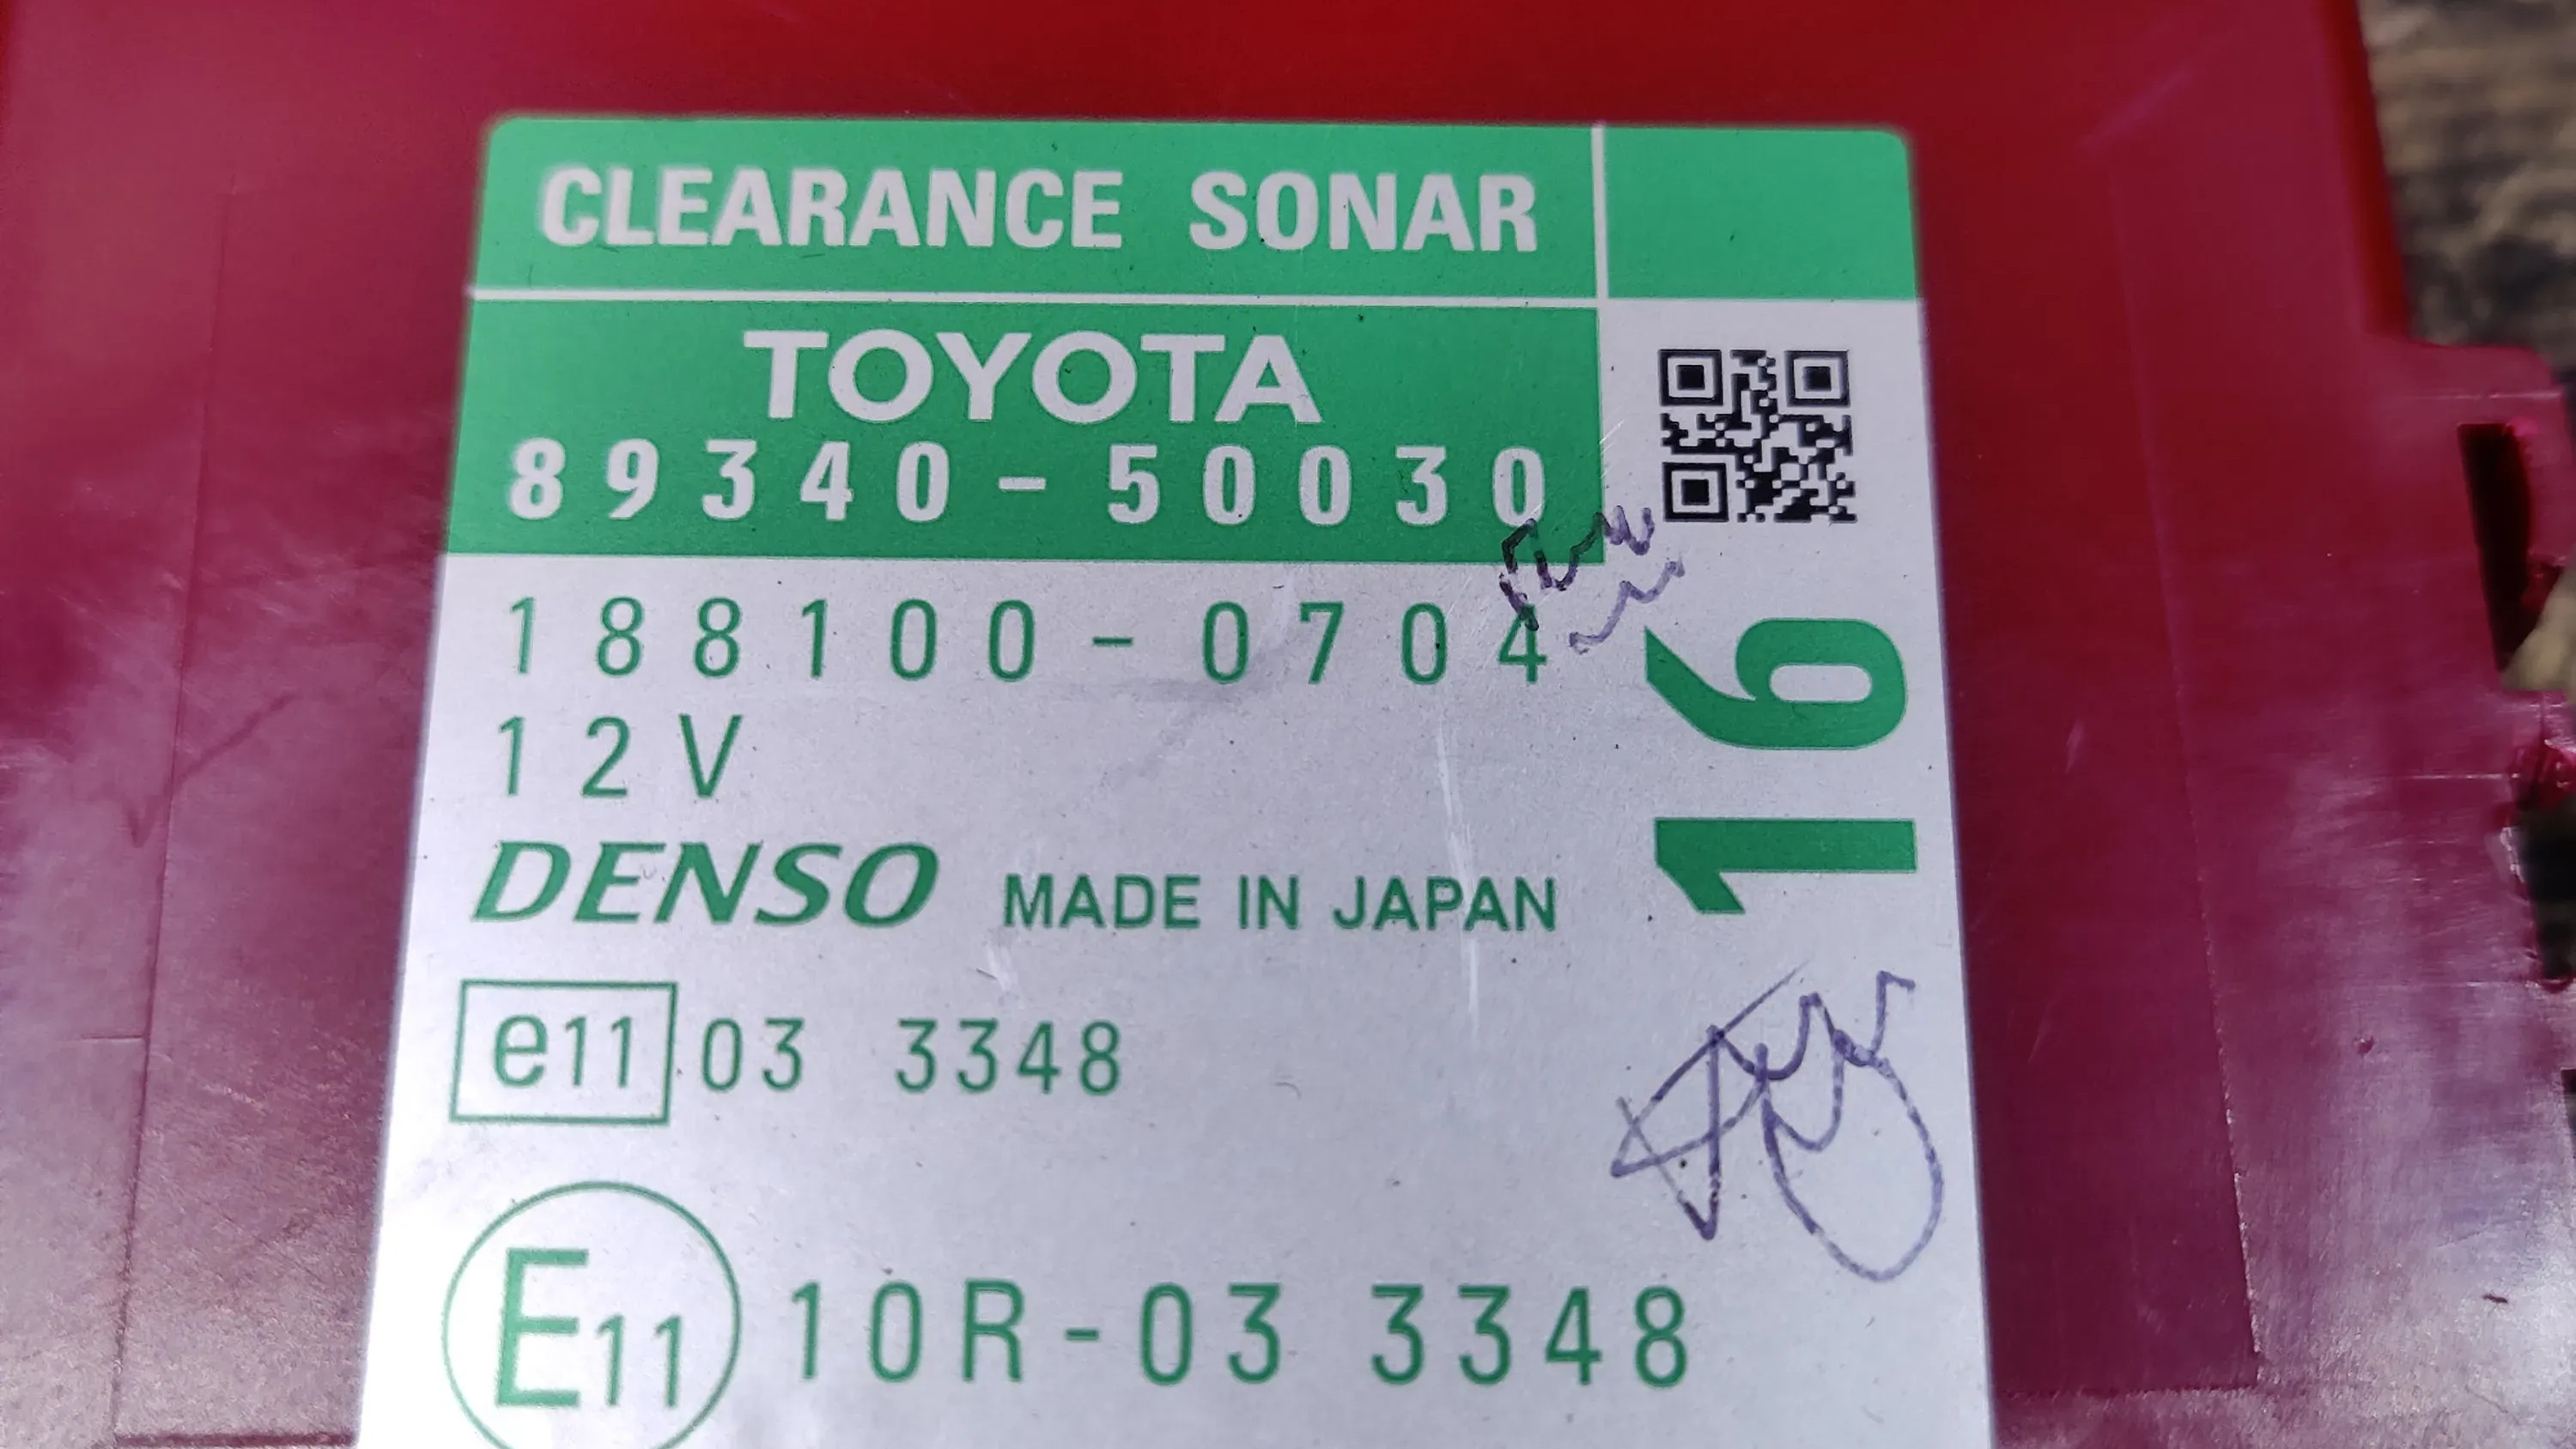 CLEARANCE SONAR
TOYOTA
89340-50030
188100-0704
12V
DENSO MADE IN JAPAN
e11 03 3348
E11 10R-03 3348
16